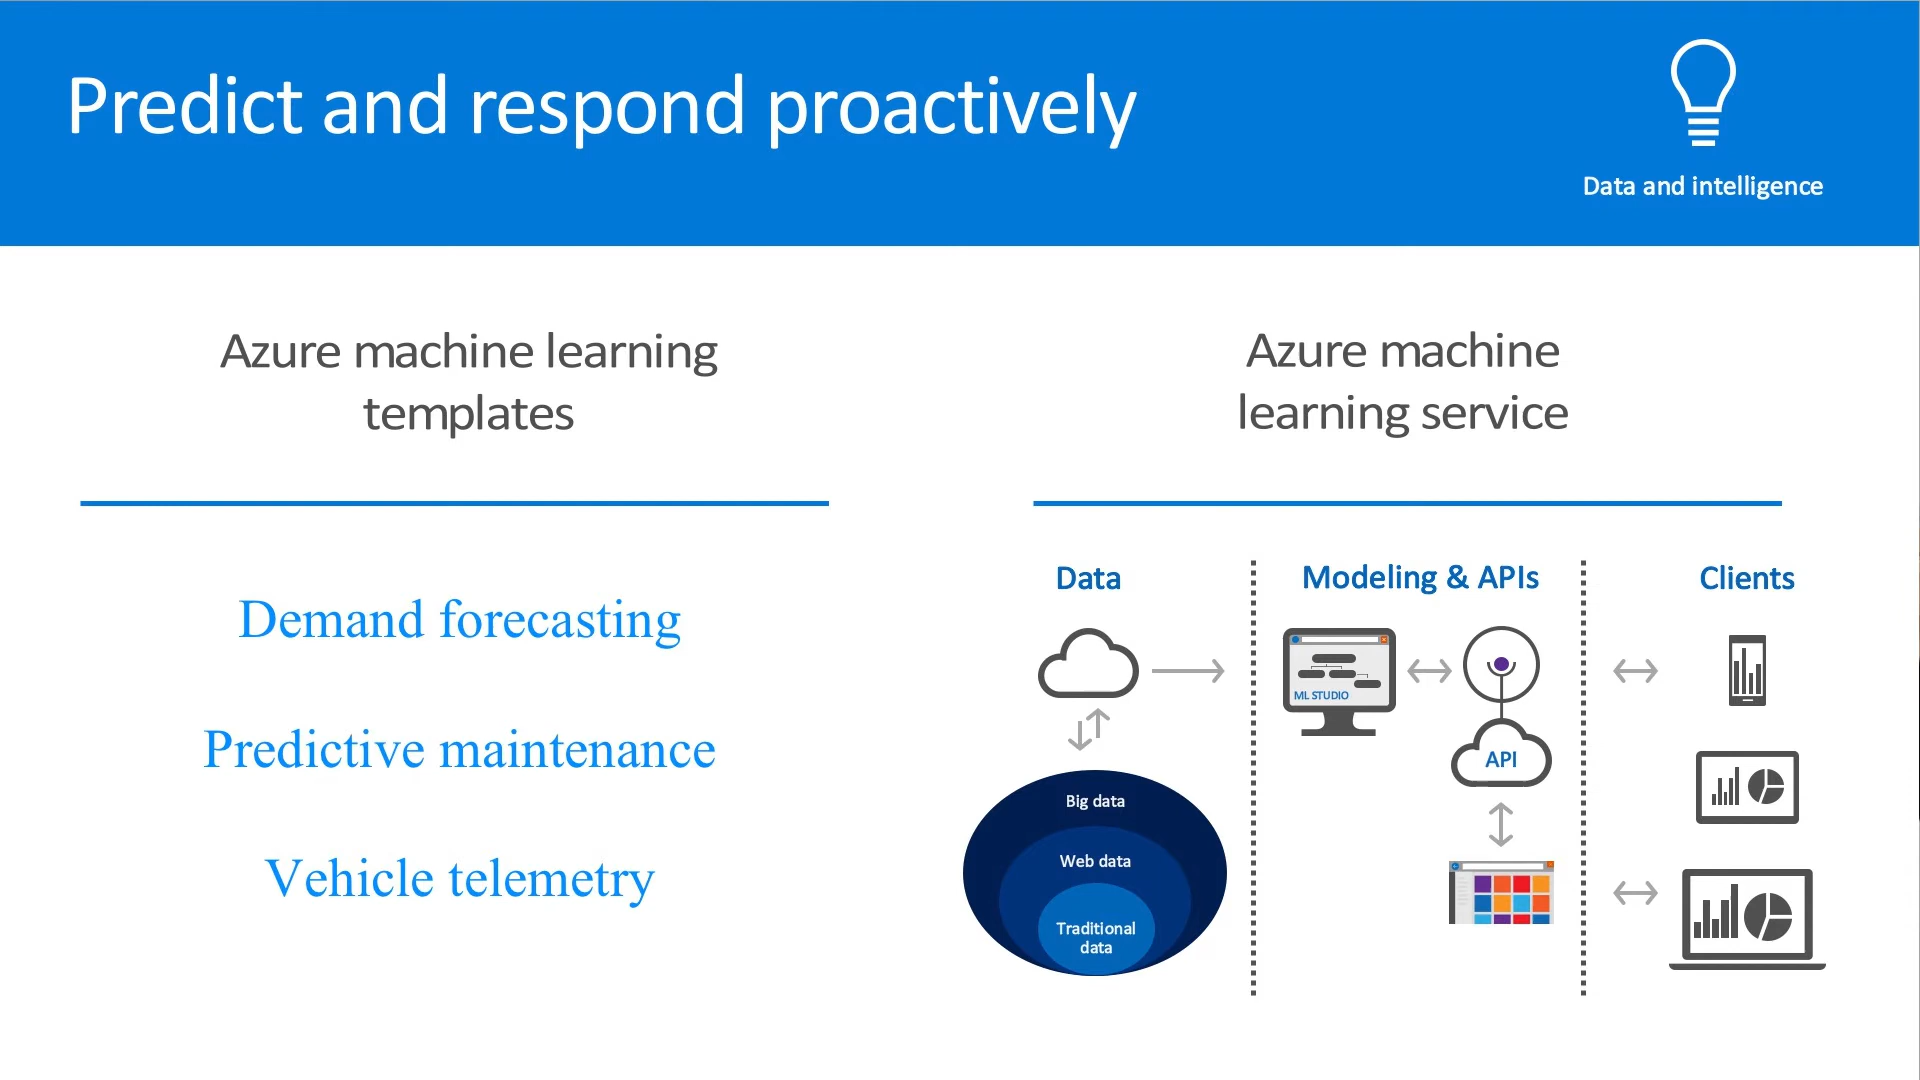 Predict and respond proactively
Data and intelligence
Azure machine learning
templates
Demand forecasting
Predictive maintenance
Vehicle telemetry
Azure machine
learning service
Data
Modeling & APIs
Clients
ML STUDIO
API
Big data
Web data
Traditional
data